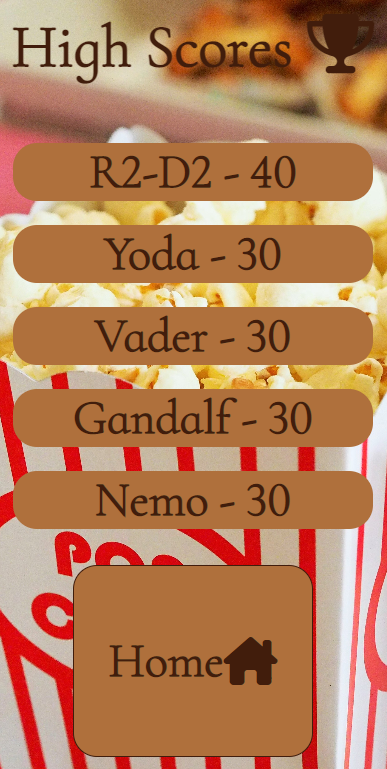 High Scores
R2-D2 - 40
Yoda - 30
Vader - 30
Gandalf - 30
Nemo - 30
Home